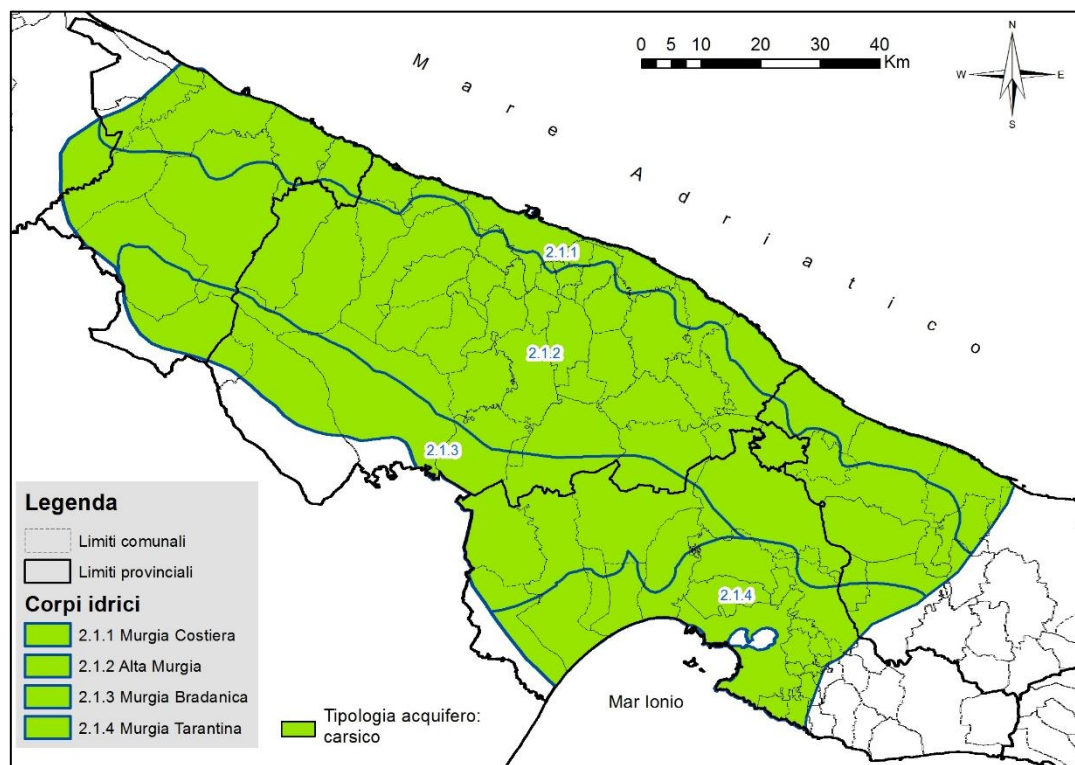 0 5 10 20 30 40
Km
N
W E
S
Mare Adriatico
2.1.1
2.1.2
2.1.3
2.1.4
Mar Ionio
Legenda
Limiti comunali
Limiti provinciali
Corpi idrici
2.1.1 Murgia Costiera
2.1.2 Alta Murgia
2.1.3 Murgia Bradanica
2.1.4 Murgia Tarantina
Tipologia acquifero:
carsico